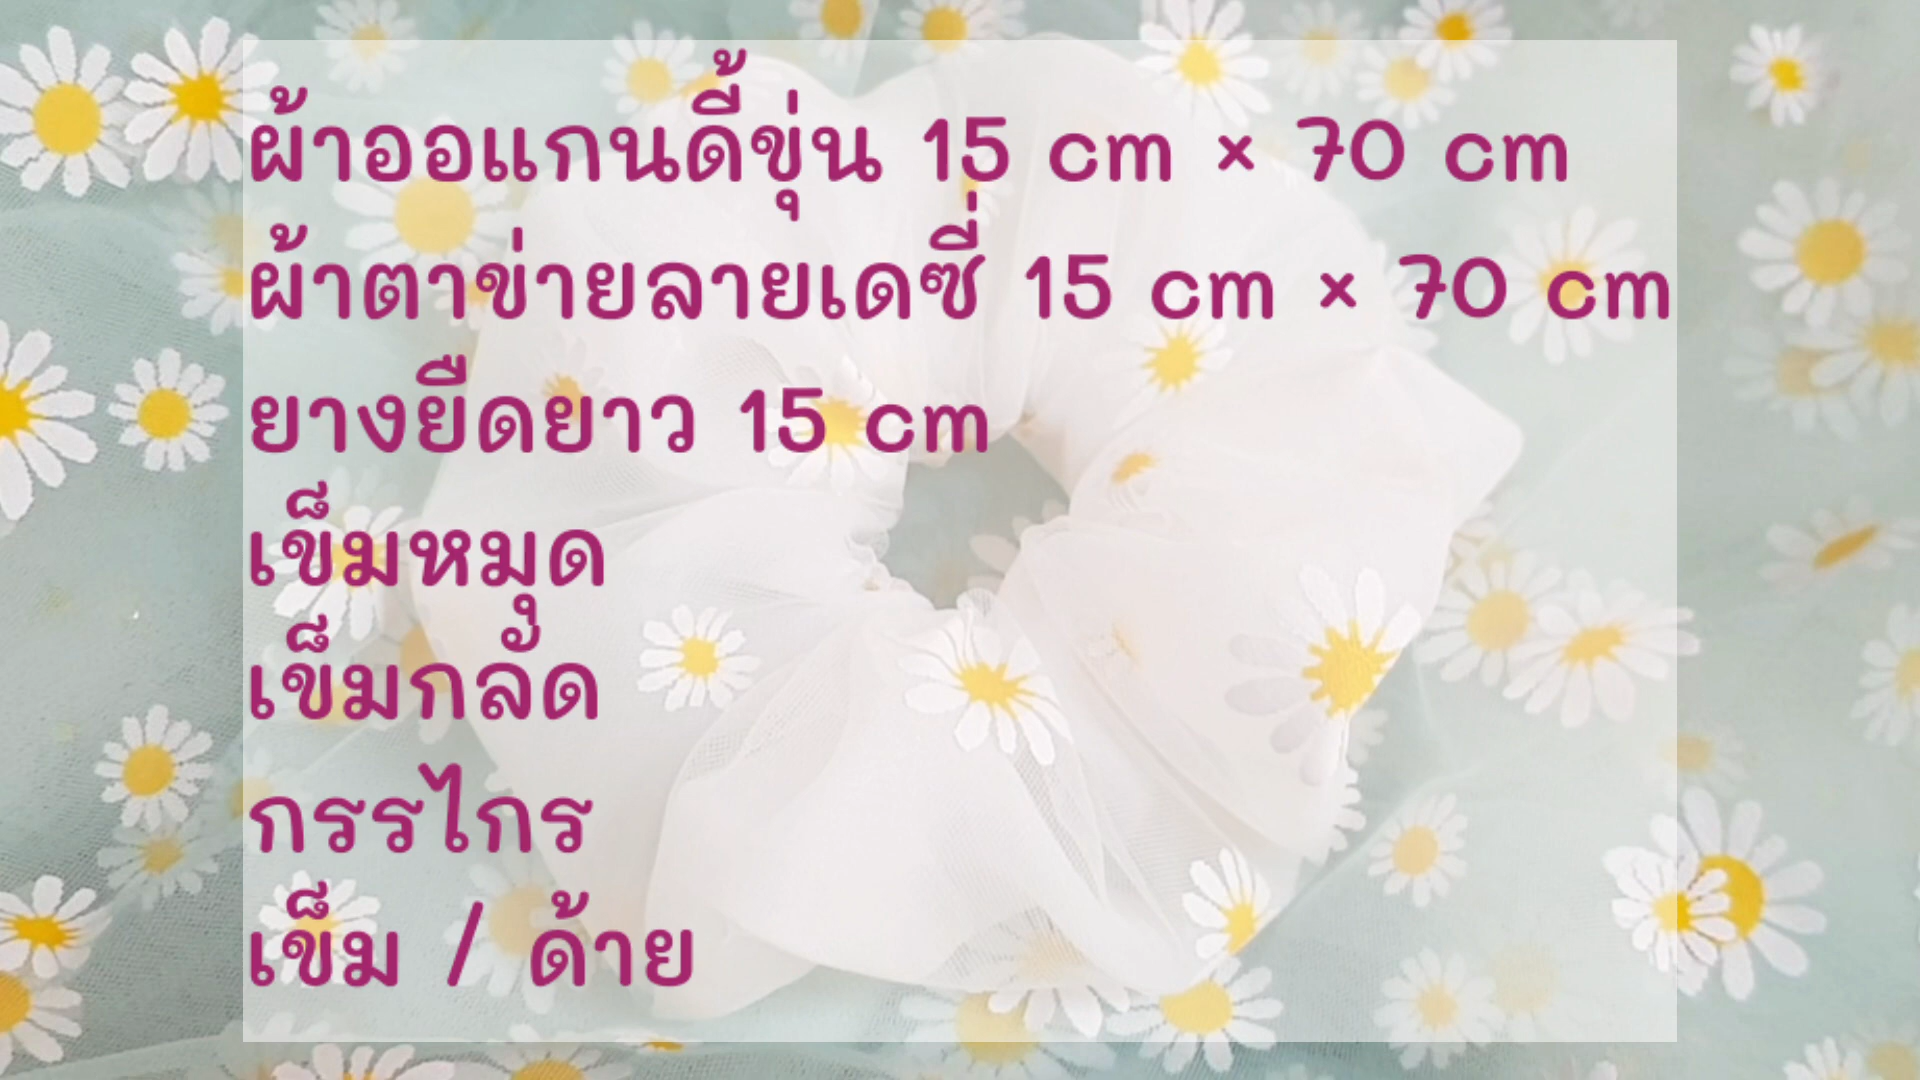 ผ้าออแกนดี้ขุ่น 15 cm × 70 cm
ผ้าตาข่ายลายเดซี่ 15 cm × 70 cm
ยางยืดยาว 15 cm
เข็มหมุด
เข็มกลัด
กรรไกร
เข็ม / ด้าย